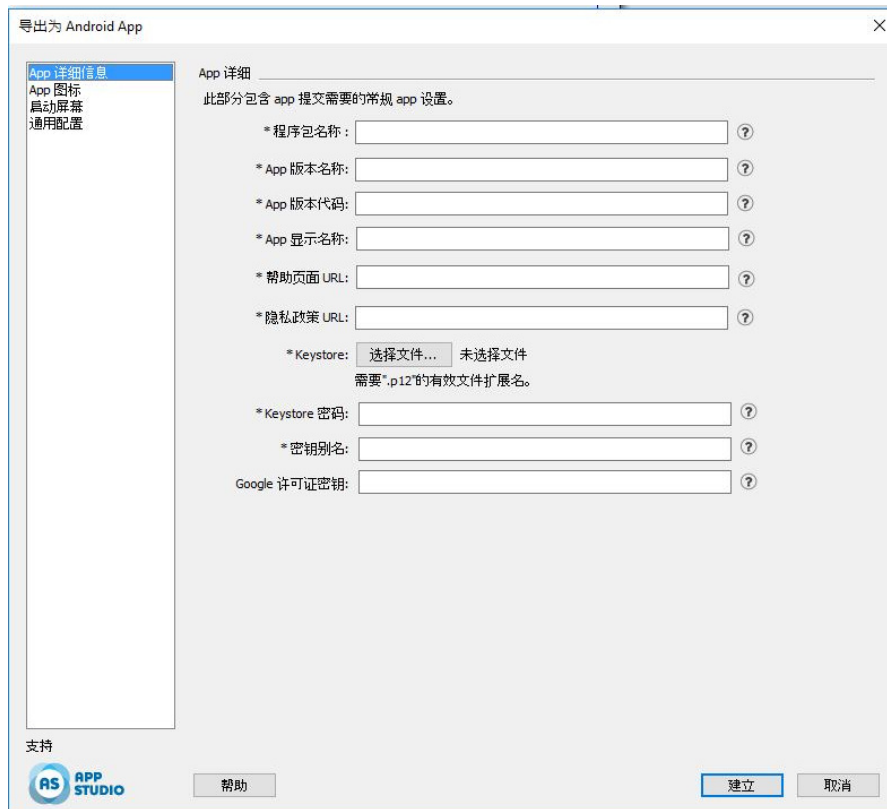 导出为 Android App
App 详细信息
App 图标
启动屏幕
通用配置
App 详细
此部分包含 app 提交需要的常规 app 设置。
* 程序包名称 :
* App 版本名称:
* App 版本代码:
* App 显示名称:
* 帮助页面 URL:
* 隐私政策 URL:
* Keystore: 选择文件... 未选择文件
需要".p12"的有效文件扩展名。
* Keystore 密码:
* 密钥别名:
Google 许可证密钥:
支持
AS APP STUDIO
帮助 建立 取消